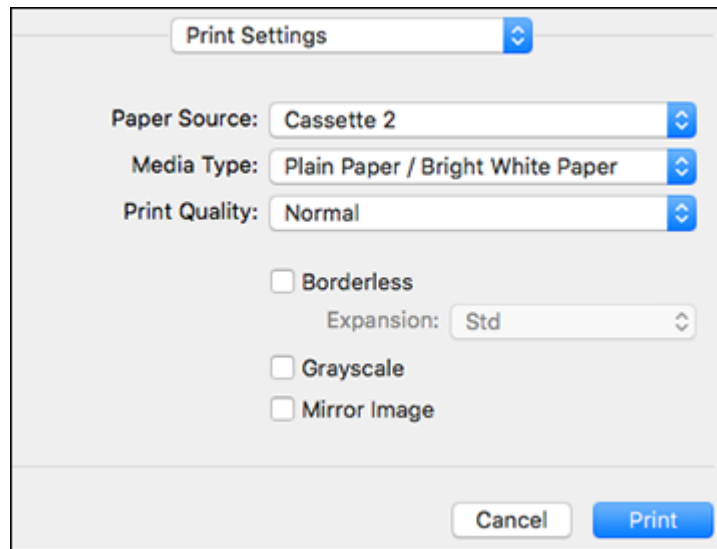 Print Settings
Paper Source: Cassette 2
Media Type: Plain Paper / Bright White Paper
Print Quality: Normal
Borderless
Expansion: Std
Grayscale
Mirror Image
Cancel Print